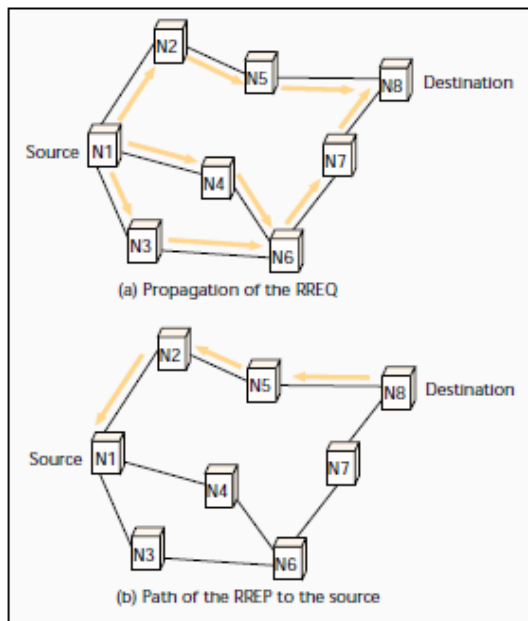 N2
N5
N8
Destination
Source
N1
N4
N7
N3
N6
(a) Propagation of the RREQ
N2
N5
N8
Destination
Source
N1
N4
N7
N3
N6
(b) Path of the RREP to the source